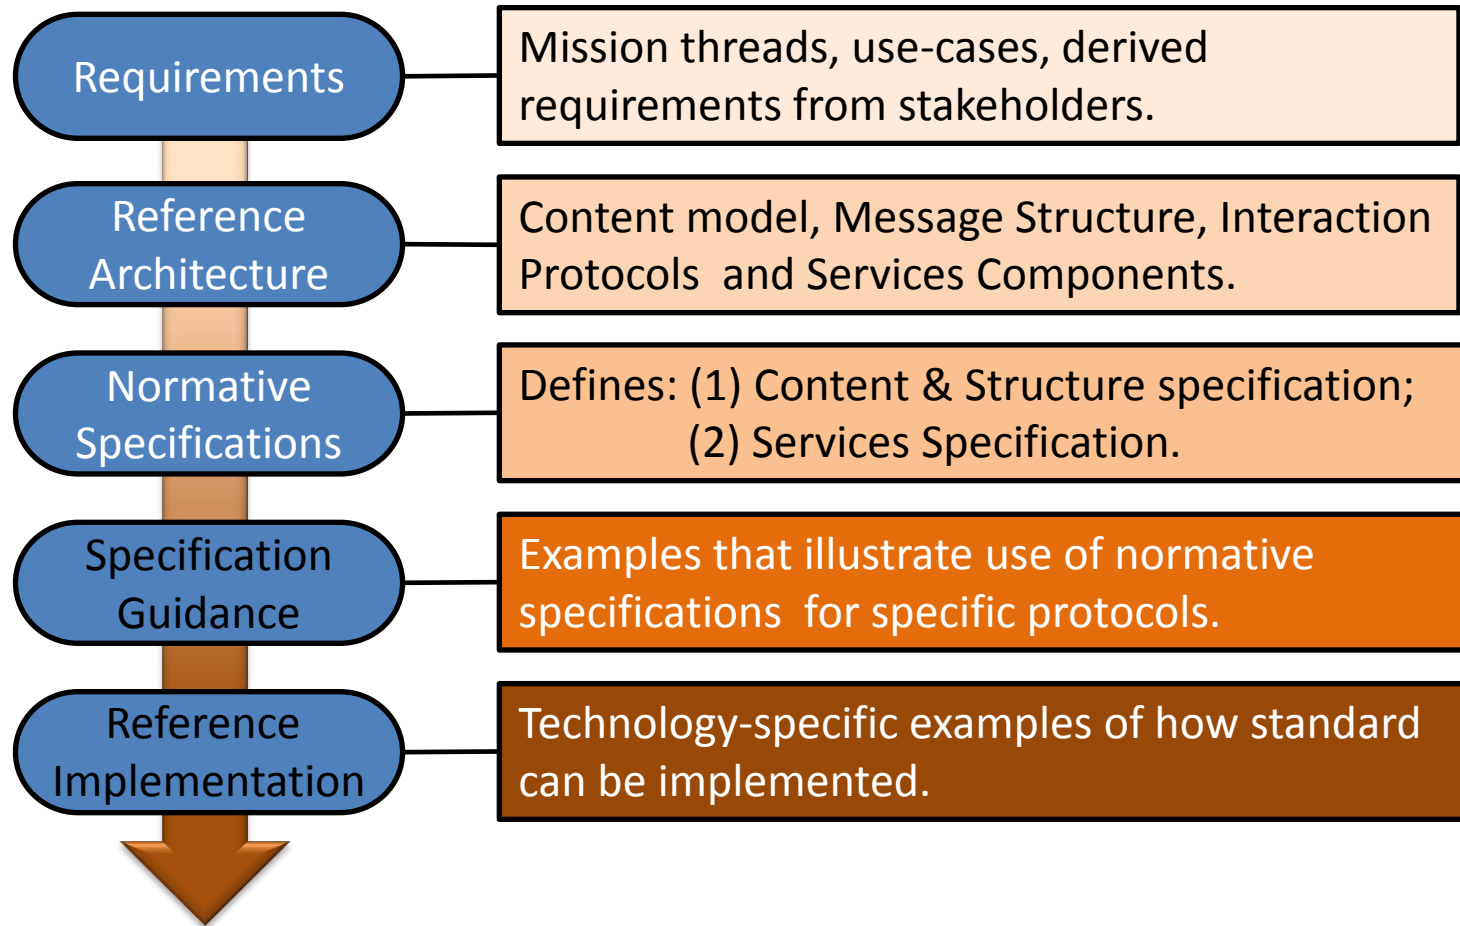 Requirements
Mission threads, use-cases, derived
requirements from stakeholders.
Reference
Architecture
Content model, Message Structure, Interaction
Protocols  and Services Components.
Normative
Specifications
Defines: (1) Content & Structure specification;
(2) Services Specification.
Specification
Guidance
Examples that illustrate use of normative
specifications  for specific protocols.
Reference
Implementation
Technology-specific examples of how standard
can be implemented.